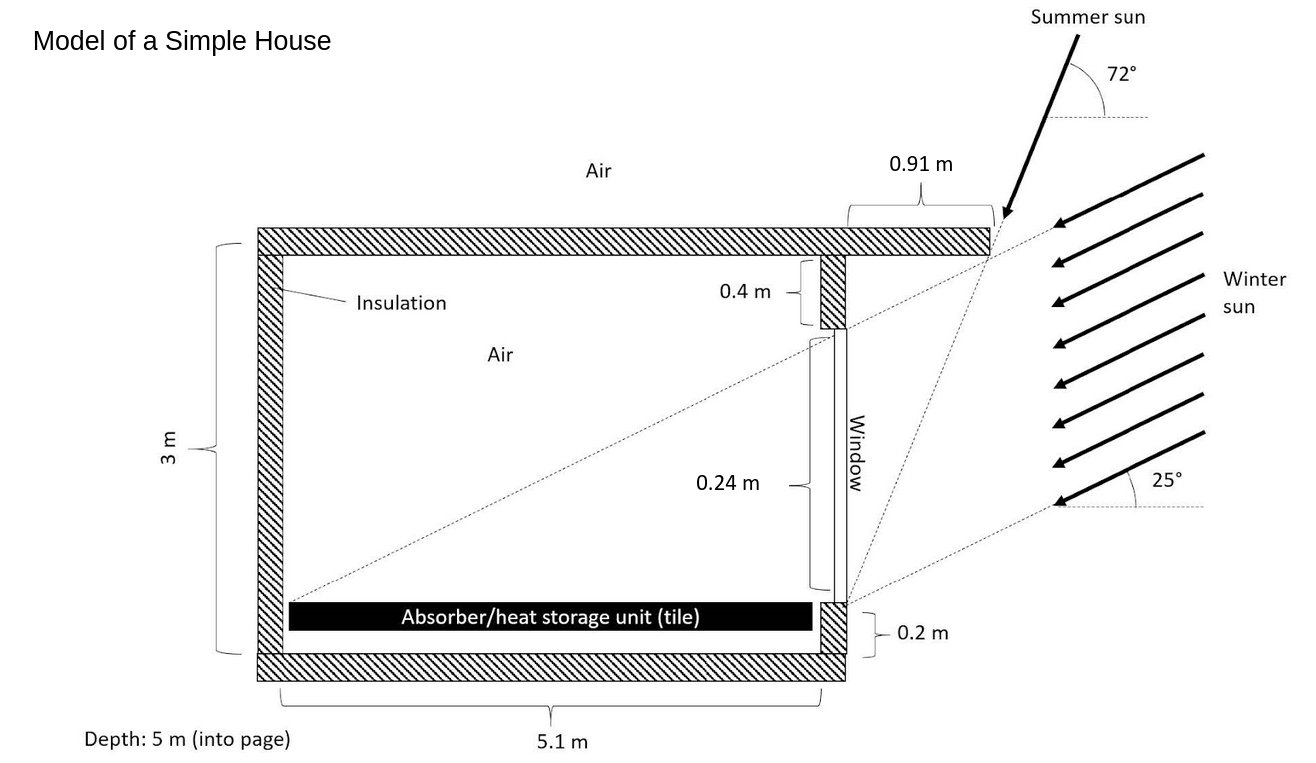 Model of a Simple House
Summer sun
72°
0.91 m
Air
0.4 m
Winter
sun
Insulation
Air
Window
3 m
0.24 m
25°
Absorber/heat storage unit (tile)
0.2 m
Depth: 5 m (into page)
5.1 m